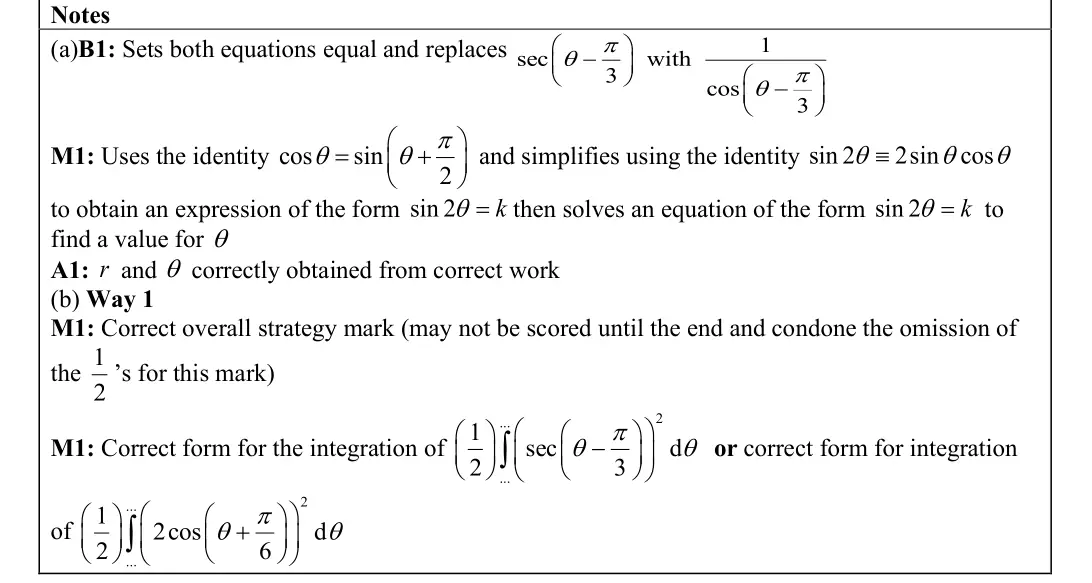 Notes
(a)B1: Sets both equations equal and replaces sec(θ − π/3) with 1/cos(θ − π/3)
M1: Uses the identity cosθ = sin(θ + π/2) and simplifies using the identity sin 2θ ≡ 2sinθcosθ
to obtain an expression of the form sin 2θ = k then solves an equation of the form sin 2θ = k to
find a value for θ
A1: r and θ correctly obtained from correct work
(b) Way 1
M1: Correct overall strategy mark (may not be scored until the end and condone the omission of
the 1/2 ’s for this mark)
M1: Correct form for the integration of (1/2)∫_{...}^{...}(sec(θ − π/3))² dθ or correct form for integration
of (1/2)∫_{...}^{...}(2cos(θ + π/6))² dθ